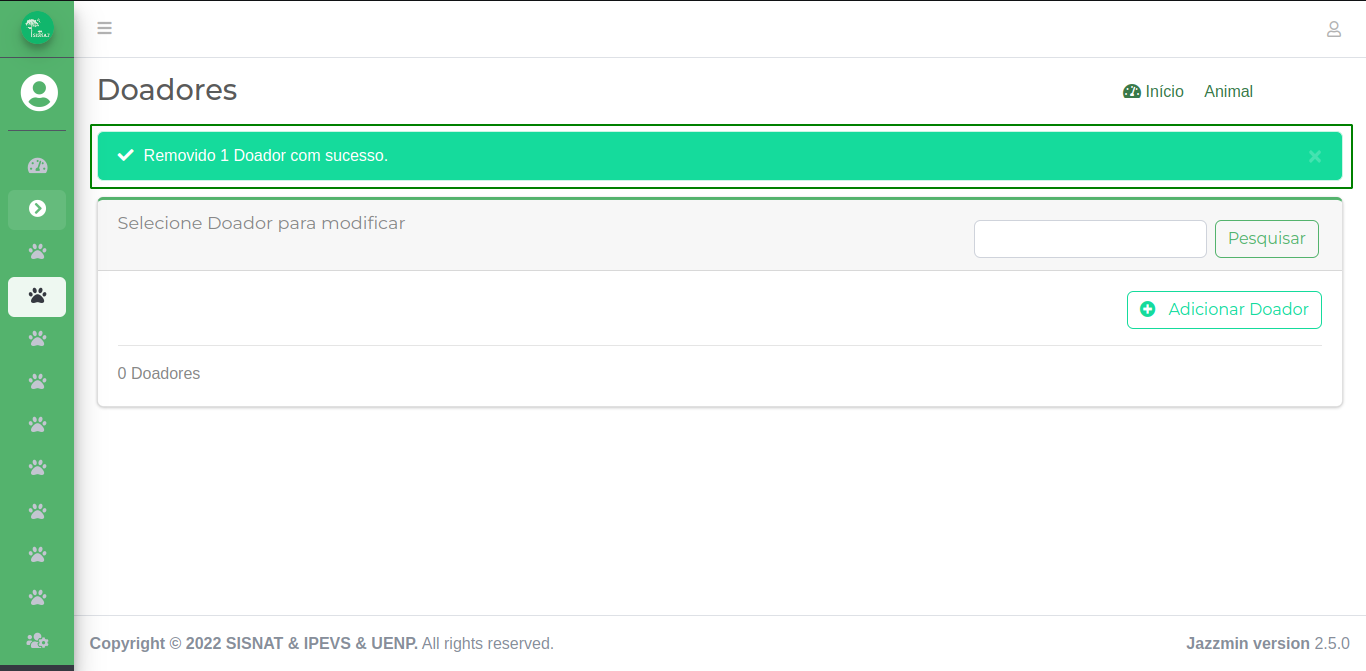 SISNAT
Doadores
Início Animal
Removido 1 Doador com sucesso.
×
Selecione Doador para modificar
Pesquisar
Adicionar Doador
0 Doadores
Copyright © 2022 SISNAT & IPEVS & UENP. All rights reserved.
Jazzmin version 2.5.0